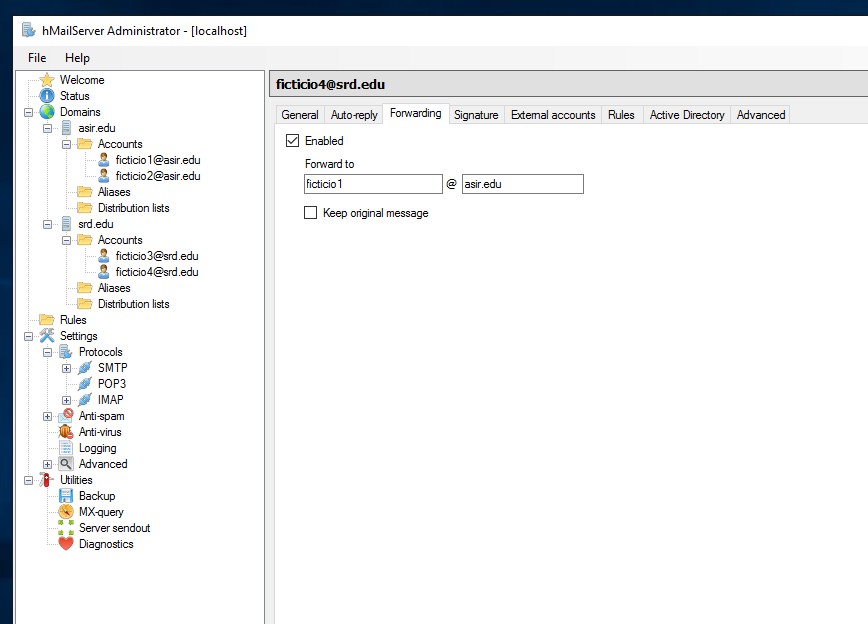 hMailServer Administrator - [localhost]
File Help
Welcome
Status
Domains
asir.edu
Accounts
ficticio1@asir.edu
ficticio2@asir.edu
Aliases
Distribution lists
srd.edu
Accounts
ficticio3@srd.edu
ficticio4@srd.edu
Aliases
Distribution lists
Rules
Settings
Protocols
SMTP
POP3
IMAP
Anti-spam
Anti-virus
Logging
Advanced
Utilities
Backup
MX-query
Server sendout
Diagnostics
ficticio4@srd.edu
General Auto-reply Forwarding Signature External accounts Rules Active Directory Advanced
Enabled
Forward to
ficticio1 @ asir.edu
Keep original message